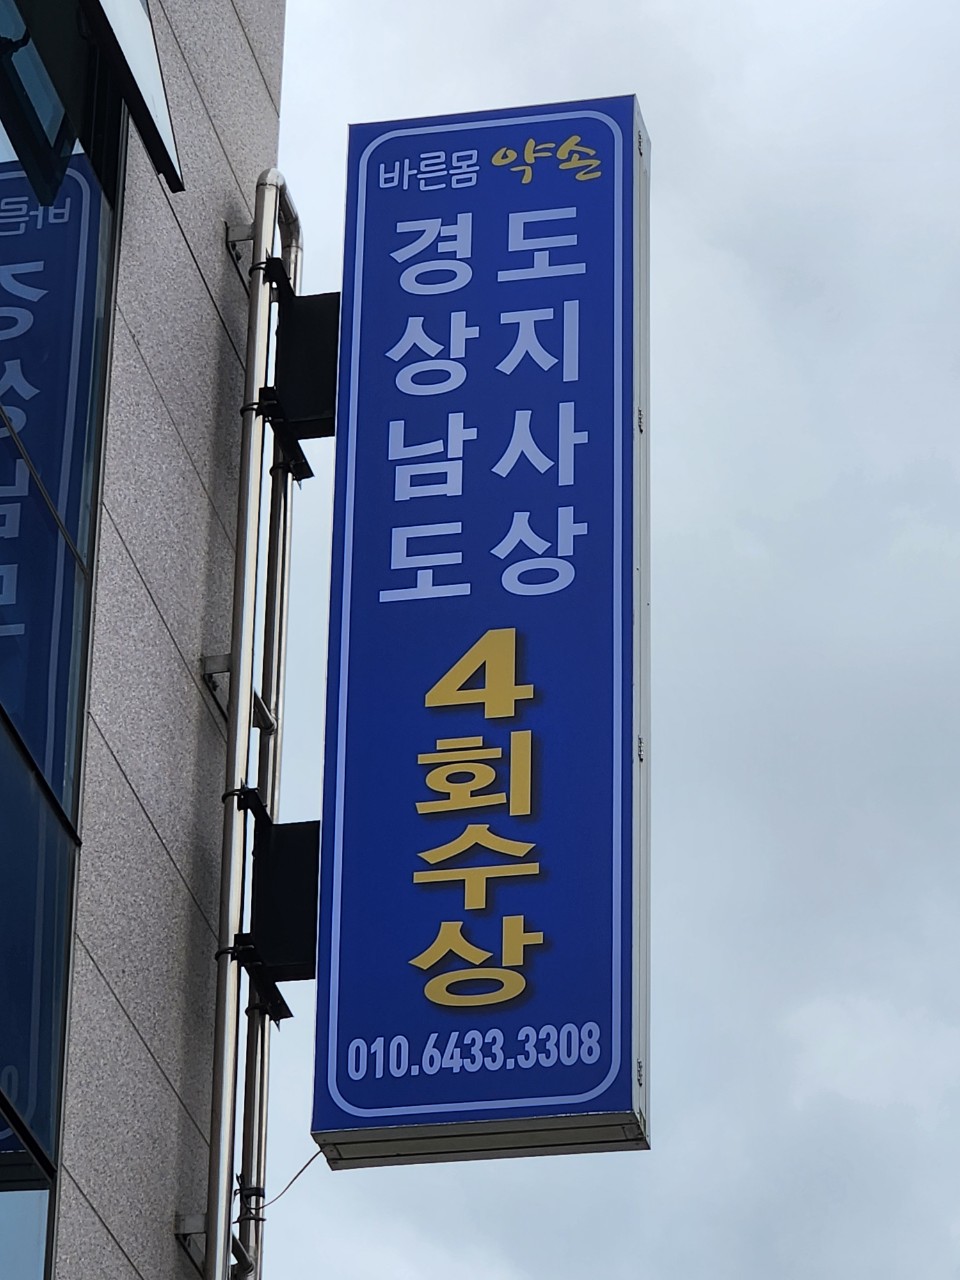 바른몸 약손
경상남도
도지사상
4회수상
010.6433.3308